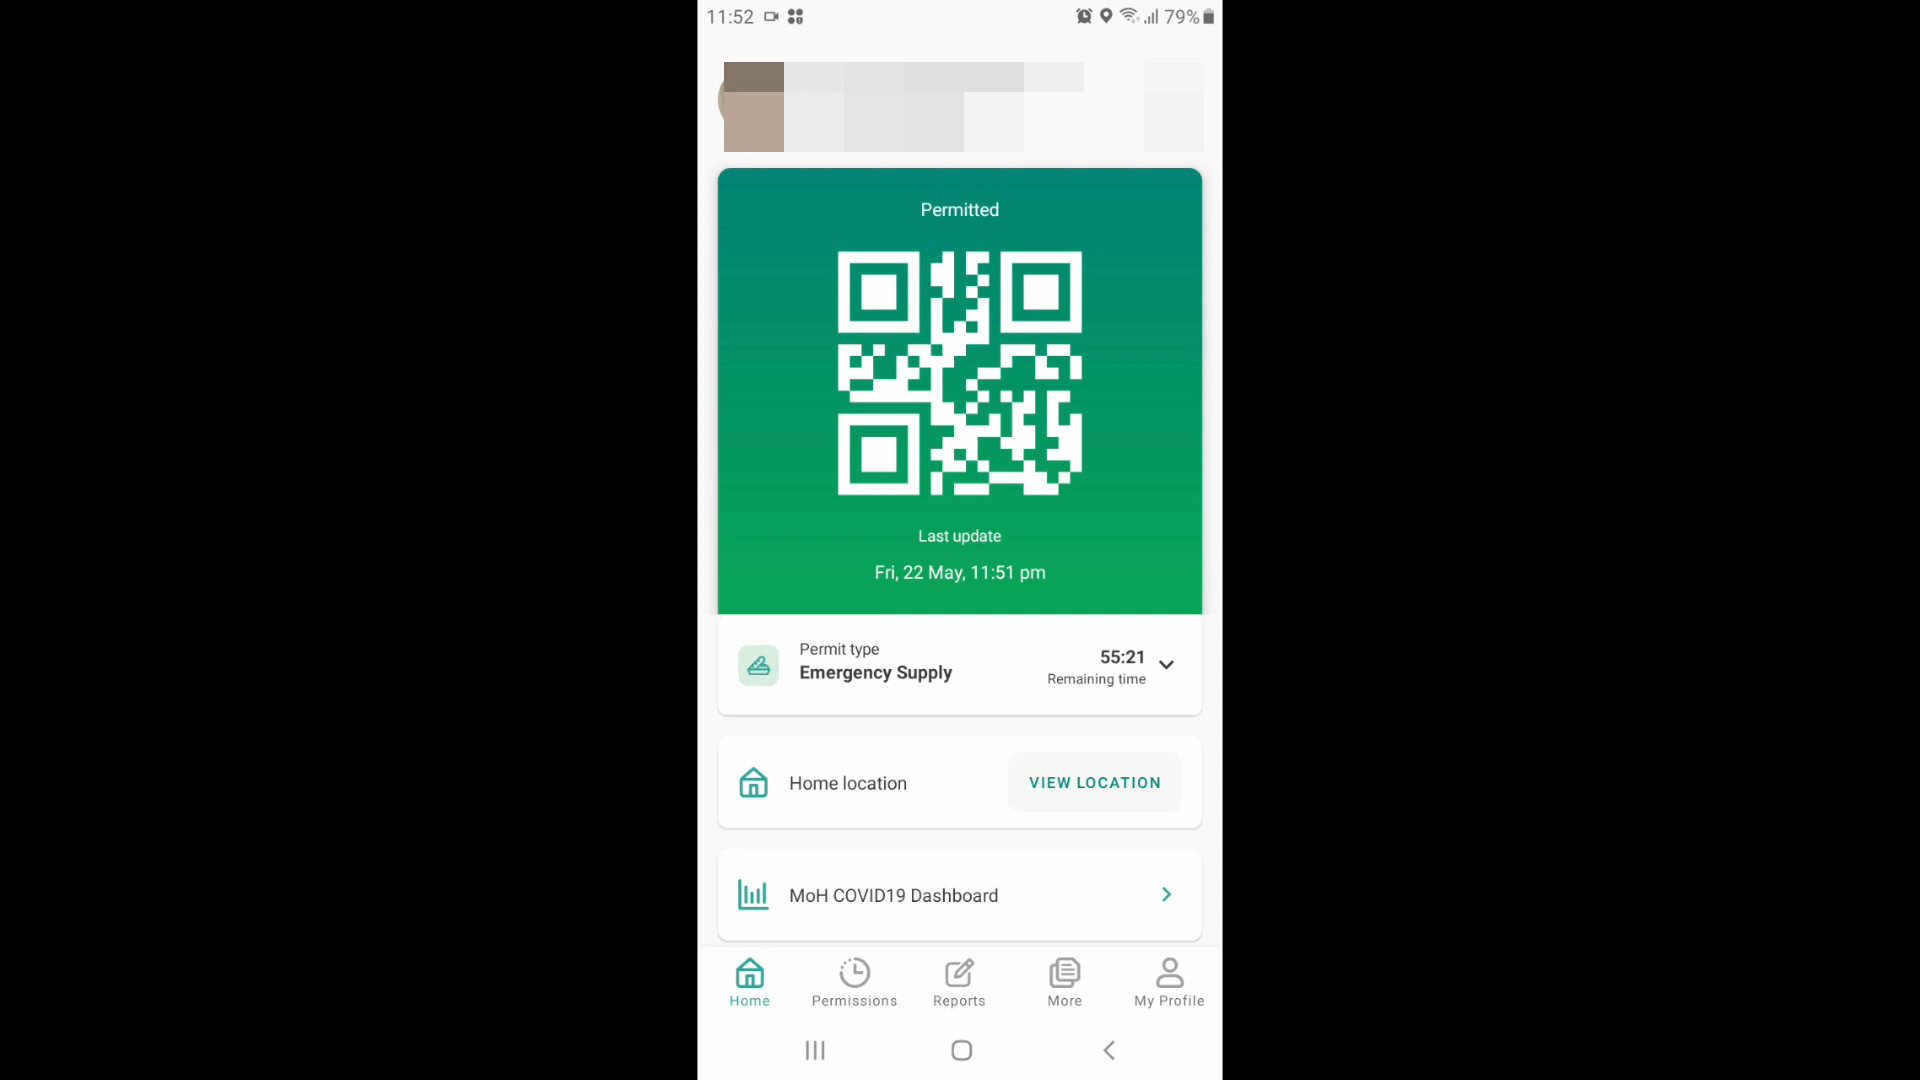 11:52
79%
Permitted
Last update
Fri, 22 May, 11:51 pm
Permit type
Emergency Supply
55:21
Remaining time
Home location
VIEW LOCATION
MoH COVID19 Dashboard
Home
Permissions
Reports
More
My Profile